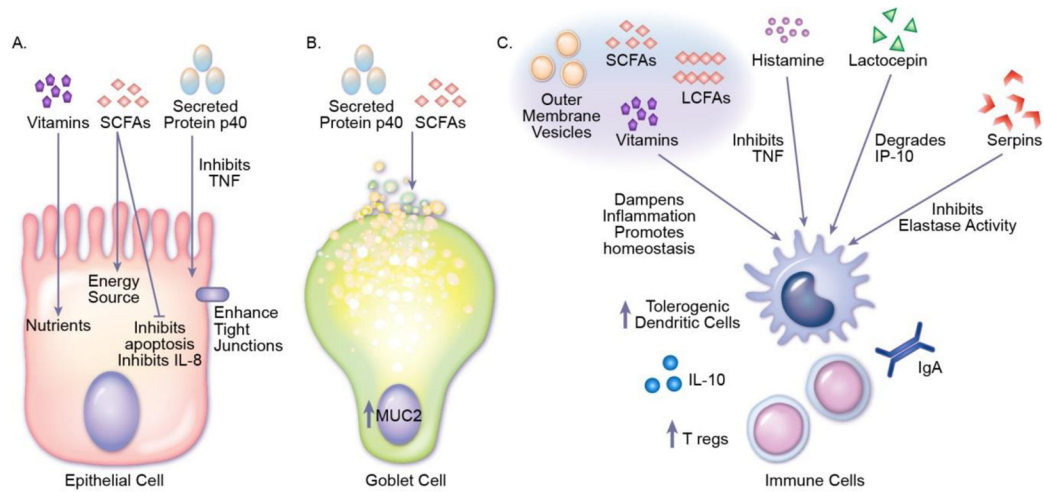 A.
Vitamins
SCFAs
Secreted
Protein p40
Inhibits
TNF
Energy
Source
Nutrients
Inhibits
apoptosis
Inhibits IL-8
Enhance
Tight
Junctions
Epithelial Cell
B.
Secreted
Protein p40
SCFAs
MUC2
Goblet Cell
C.
Outer
Membrane
Vesicles
SCFAs
LCFAs
Vitamins
Histamine
Lactocepin
Serpins
Dampens
Inflammation
Promotes
homeostasis
Inhibits
TNF
Degrades
IP-10
Inhibits
Elastase Activity
Tolerogenic
Dendritic Cells
IL-10
T regs
IgA
Immune Cells